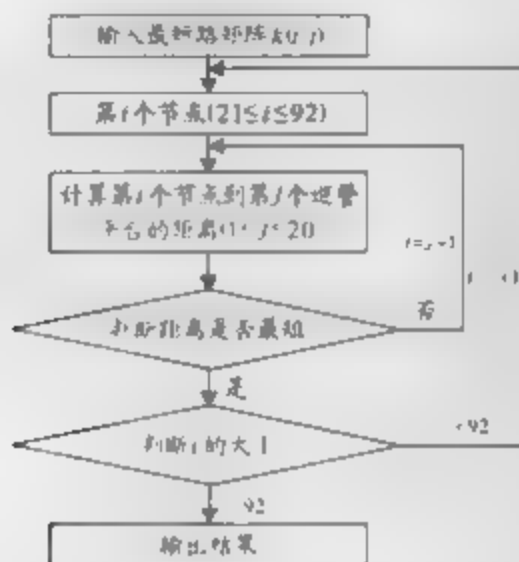 输入最短路矩阵
第i个节点(21≤i≤92)
计算第i个节点到第j个巡警
平台的距离(1≤j≤20
j=j+1
否
判断距离是否最短
是
判断i的大小
<92
92
输出结果